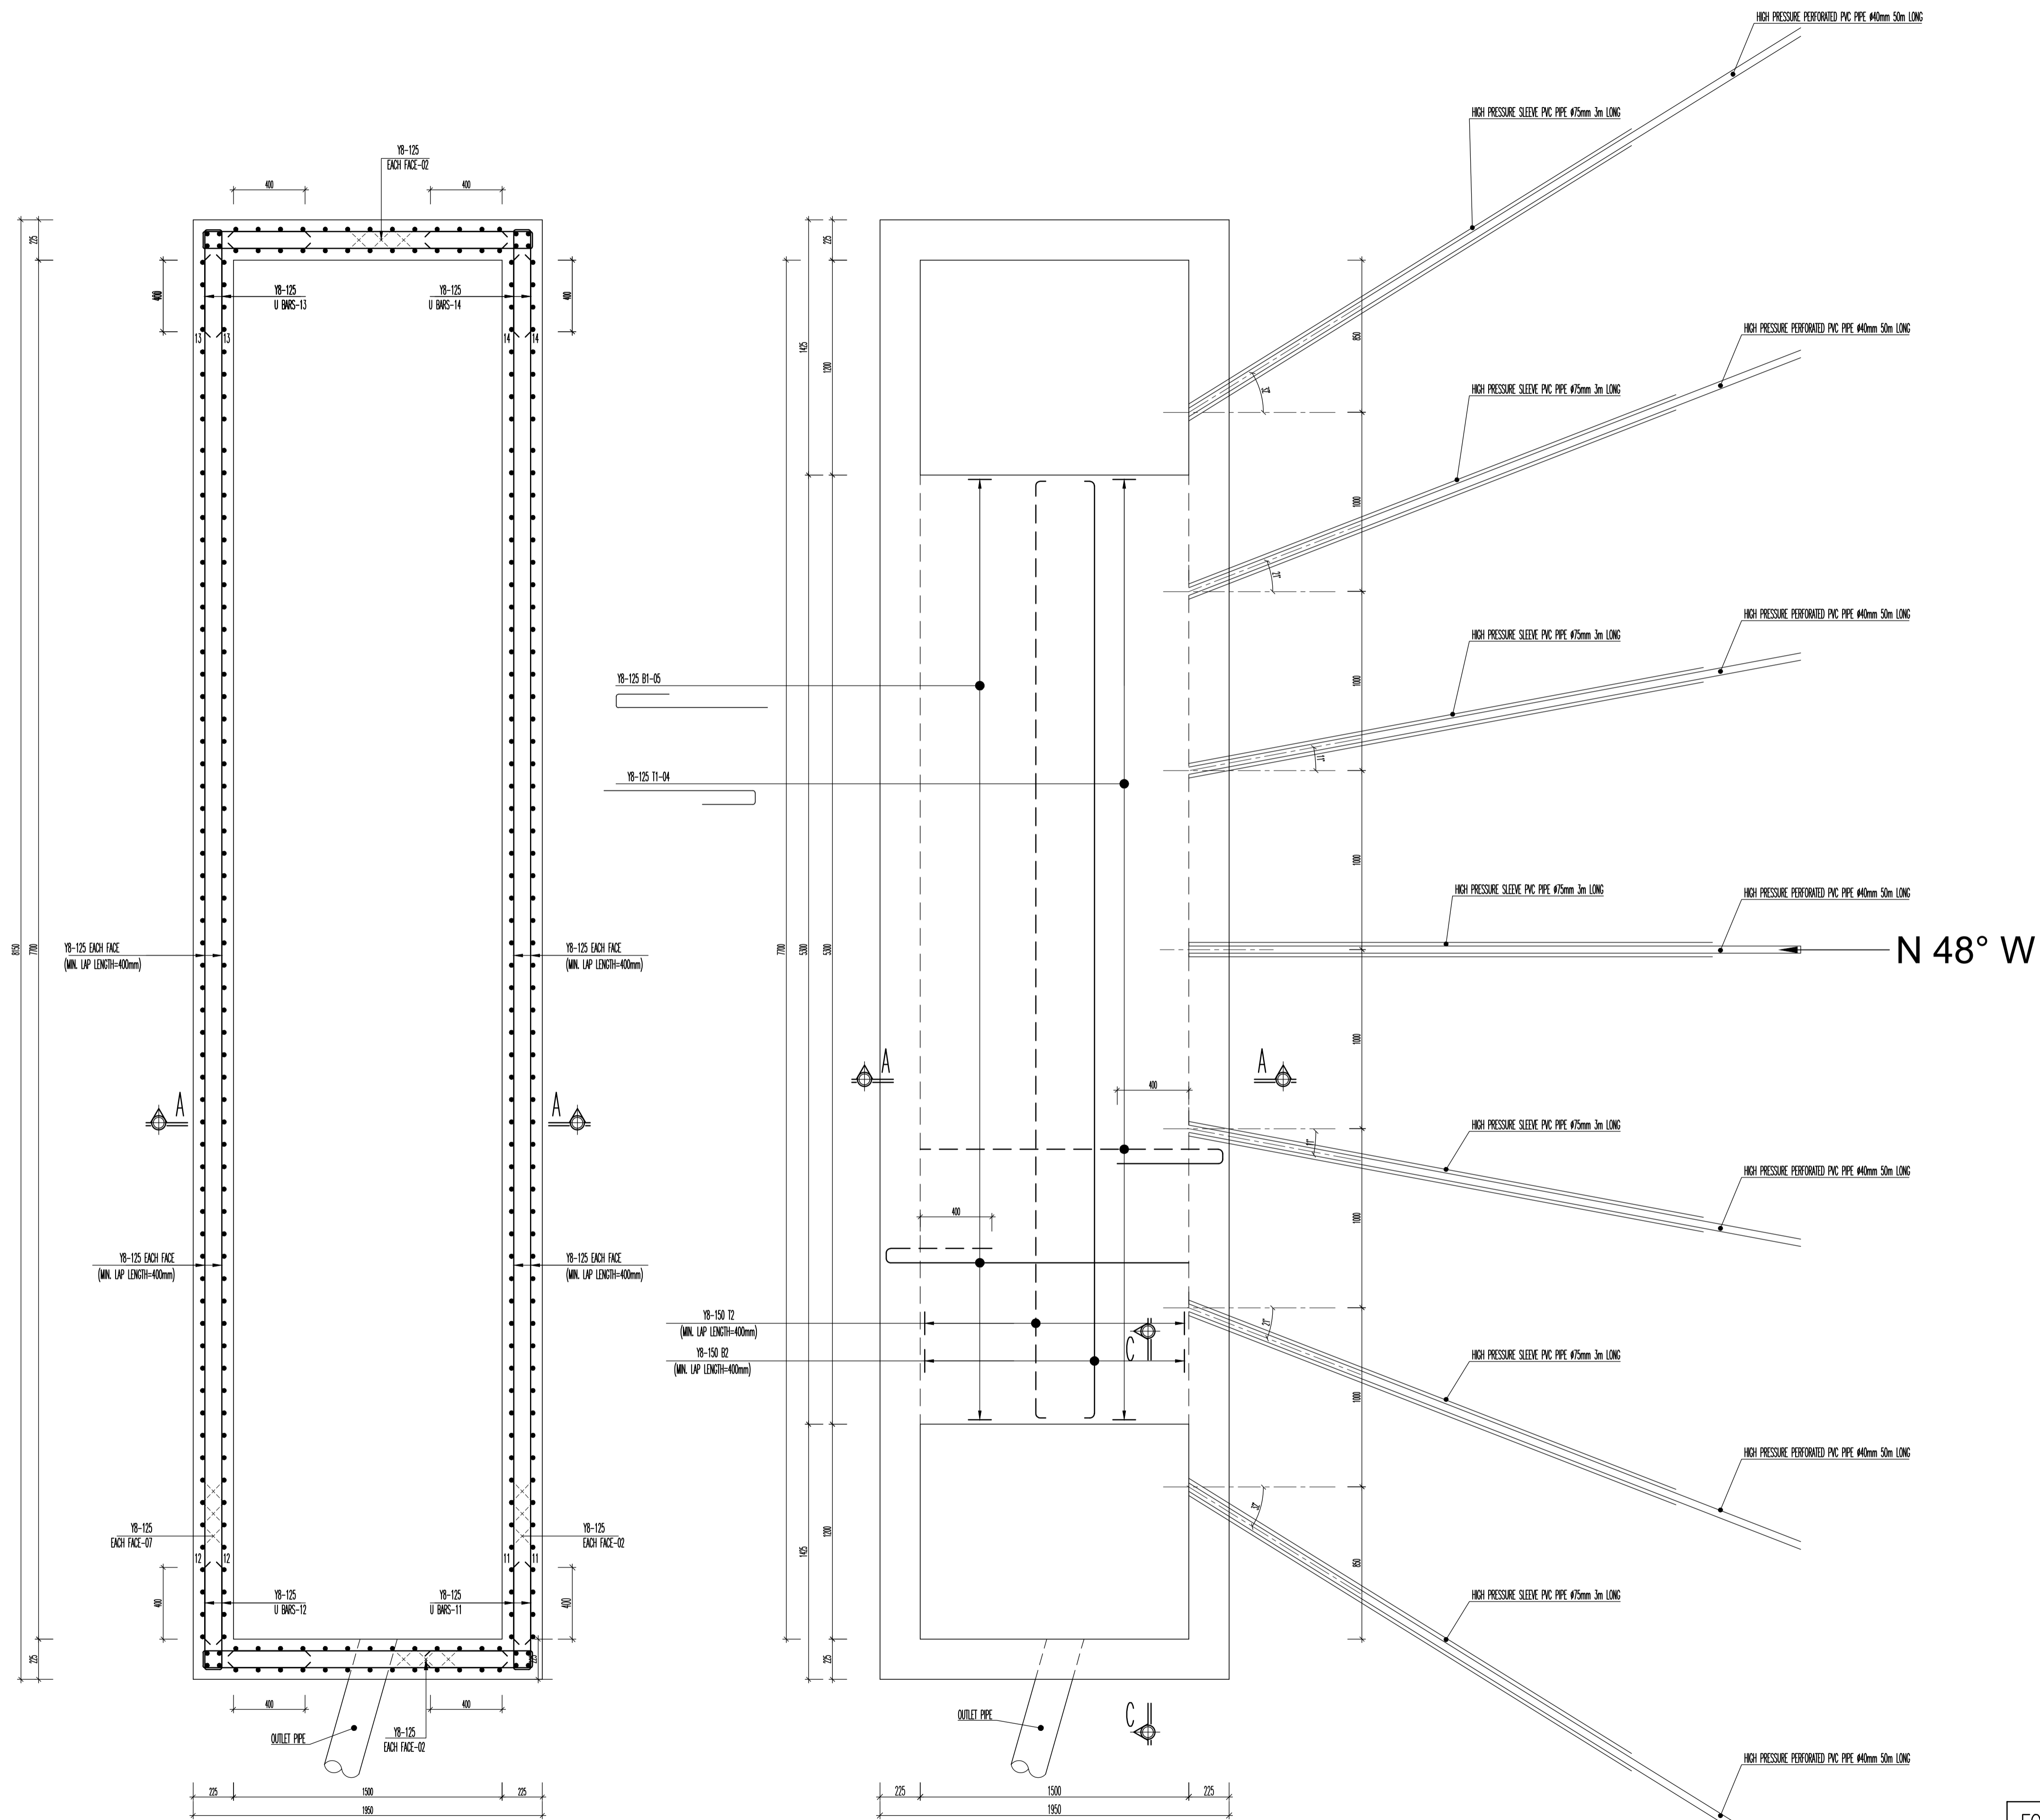 HIGH PRESSURE PERFORATED PVC PIPE ø40mm 50m LONG
HIGH PRESSURE SLEEVE PVC PIPE ø75mm 3m LONG
Y8-125
EACH FACE-02
400
400
225
225
225
400
Y8-125
U BARS-13
Y8-125
U BARS-14
400
13
13
14
14
1425
1200
850
HIGH PRESSURE PERFORATED PVC PIPE ø40mm 50m LONG
HIGH PRESSURE SLEEVE PVC PIPE ø75mm 3m LONG
1000
21°
HIGH PRESSURE PERFORATED PVC PIPE ø40mm 50m LONG
HIGH PRESSURE SLEEVE PVC PIPE ø75mm 3m LONG
Y8-125 B1-05
1000
11°
Y8-125 T1-04
1000
HIGH PRESSURE SLEEVE PVC PIPE ø75mm 3m LONG
HIGH PRESSURE PERFORATED PVC PIPE ø40mm 50m LONG
8150
7700
Y8-125 EACH FACE
(MIN. LAP LENGTH=400mm)
Y8-125 EACH FACE
(MIN. LAP LENGTH=400mm)
7700
5300
5300
N 48° W
1000
A
A
A
A
400
HIGH PRESSURE SLEEVE PVC PIPE ø75mm 3m LONG
11°
HIGH PRESSURE PERFORATED PVC PIPE ø40mm 50m LONG
400
1000
Y8-125 EACH FACE
(MIN. LAP LENGTH=400mm)
Y8-125 EACH FACE
(MIN. LAP LENGTH=400mm)
Y8-150 T2
(MIN. LAP LENGTH=400mm)
21°
C
Y8-150 B2
(MIN. LAP LENGTH=400mm)
HIGH PRESSURE SLEEVE PVC PIPE ø75mm 3m LONG
1000
HIGH PRESSURE PERFORATED PVC PIPE ø40mm 50m LONG
Y8-125
EACH FACE-07
Y8-125
EACH FACE-02
1425
1200
850
12
12
11
11
400
Y8-125
U BARS-12
Y8-125
U BARS-11
400
HIGH PRESSURE SLEEVE PVC PIPE ø75mm 3m LONG
225
225
225
400
400
OUTLET PIPE
Y8-125
EACH FACE-02
OUTLET PIPE
C
HIGH PRESSURE PERFORATED PVC PIPE ø40mm 50m LONG
225
1500
225
1950
225
1500
225
1950